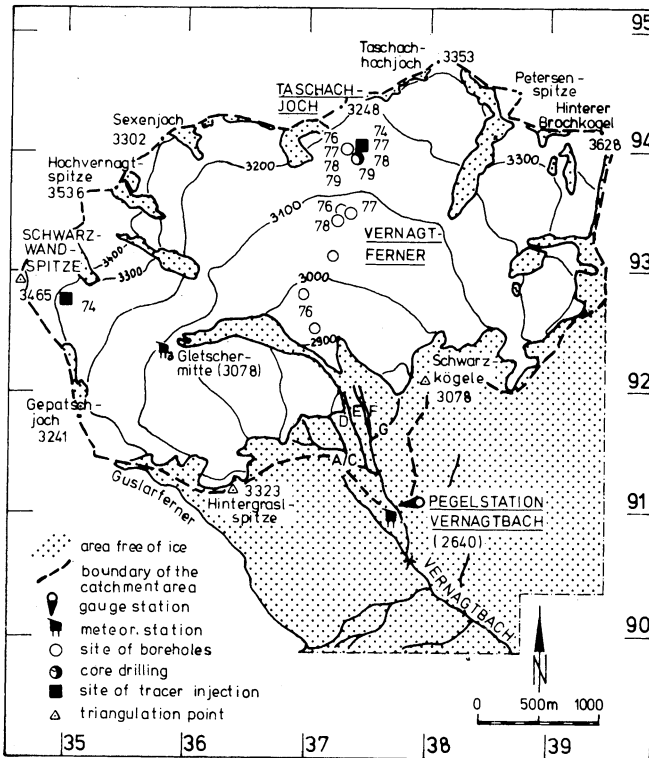 95
Taschach-
hochjoch
3353
TASCHACH-
JOCH
3248
Petersen-
spitze
Hinterer
Brochkogel
3628
Sexenjoch
3302
76
77
78
79
74
77
78
79
94
3200
3300
Hochvernagt
spitze
3536
3100
76
77
78
VERNAGT-
FERNER
SCHWARZ-
WAND-
SPITZE
3400
3300
3465
74
93
3000
76
2900
Gletscher-
mitte (3078)
Schwarz
kögele
3078
92
Gepatsch-
joch
3241
D
E
F
G
A/C
3323
Hintergrasl-
spitze
Guslarferner
PEGELSTATION
VERNAGTBACH
(2640)
91
VERNAGTBACH
area free of ice
boundary of the
catchment area
gauge station
meteor. station
site of boreholes
core drilling
site of tracer injection
triangulation point
90
N
0 500m 1000
35 36 37 38 39